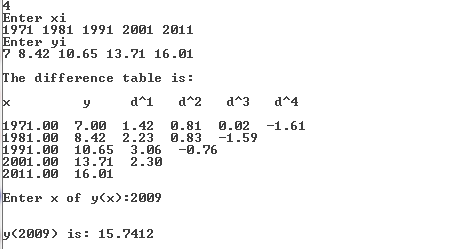 4
Enter xi
1971 1981 1991 2001 2011
Enter yi
7 8.42 10.65 13.71 16.01
The difference table is:
x y d^1 d^2 d^3 d^4
1971.00 7.00 1.42 0.81 0.02 -1.61
1981.00 8.42 2.23 0.83 -1.59
1991.00 10.65 3.06 -0.76
2001.00 13.71 2.30
2011.00 16.01
Enter x of y(x):2009
y(2009) is: 15.7412